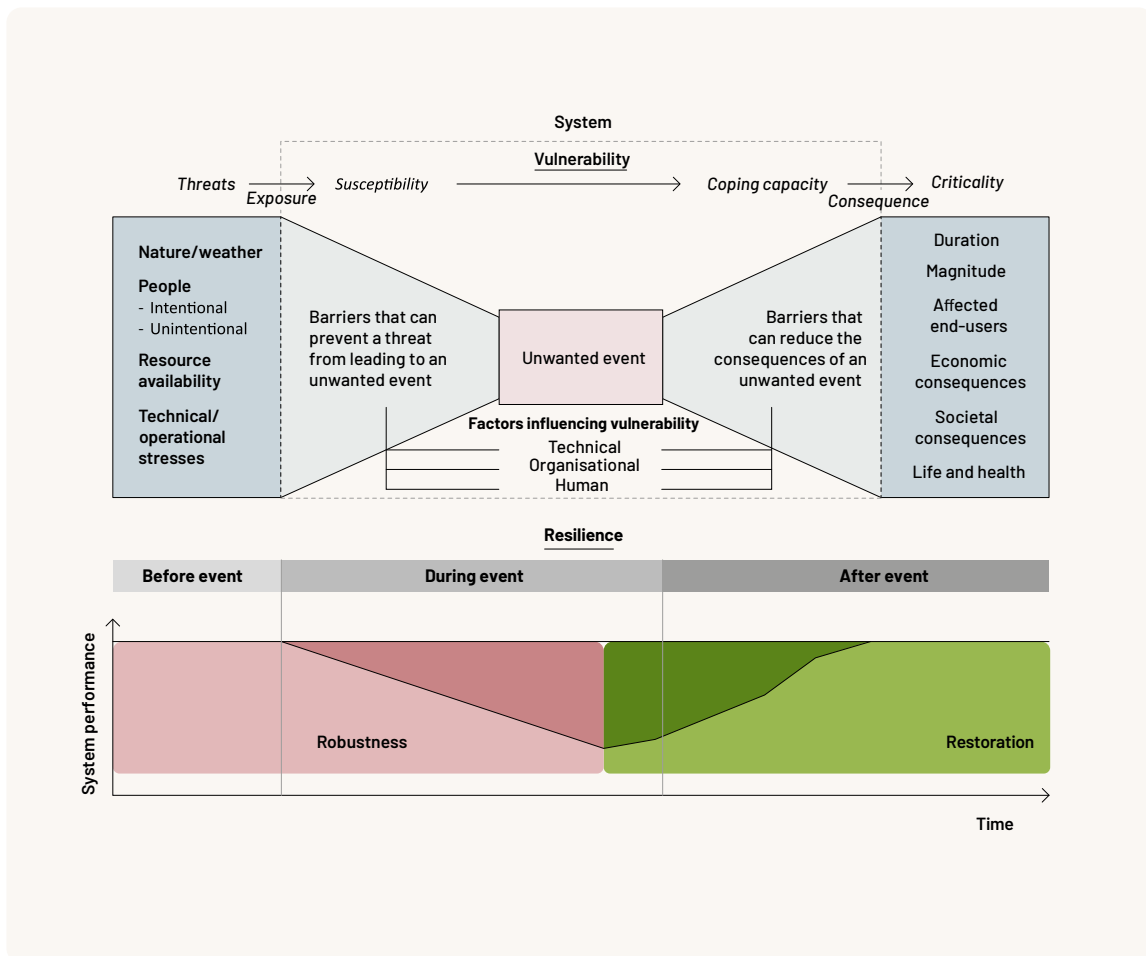 System
Vulnerability
Threats
Exposure
Susceptibility
Coping capacity
Consequence
Criticality
Nature/weather
People
- Intentional
- Unintentional
Resource
availability
Technical/
operational
stresses
Barriers that can
prevent a threat
from leading to an
unwanted event
Unwanted event
Barriers that
can reduce the
consequences of an
unwanted event
Duration
Magnitude
Affected
end-users
Economic
consequences
Societal
consequences
Life and health
Factors influencing vulnerability
Technical
Organisational
Human
Resilience
Before event
During event
After event
System performance
Robustness
Restoration
Time